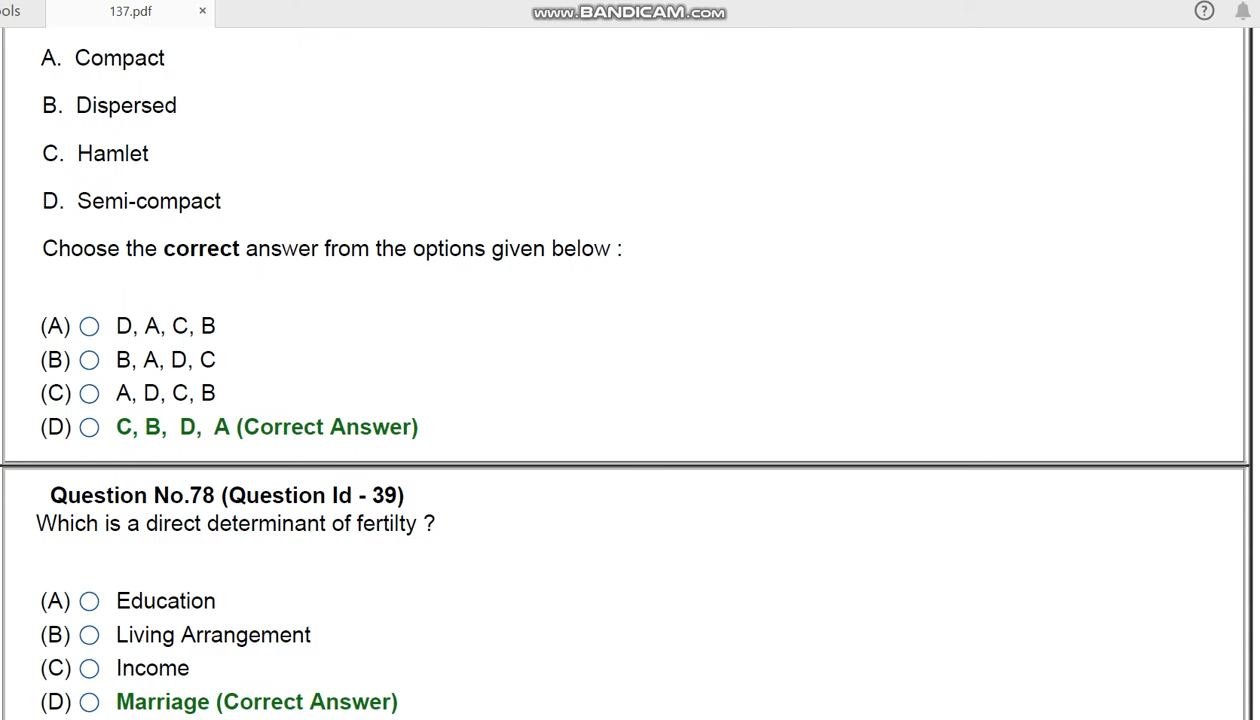 ols
137.pdf ×
www.BANDICAM.com
?
A. Compact
B. Dispersed
C. Hamlet
D. Semi-compact
Choose the correct answer from the options given below :
(A) D, A, C, B
(B) B, A, D, C
(C) A, D, C, B
(D) C, B, D, A (Correct Answer)
Question No.78 (Question Id - 39)
Which is a direct determinant of fertilty ?
(A) Education
(B) Living Arrangement
(C) Income
(D) Marriage (Correct Answer)